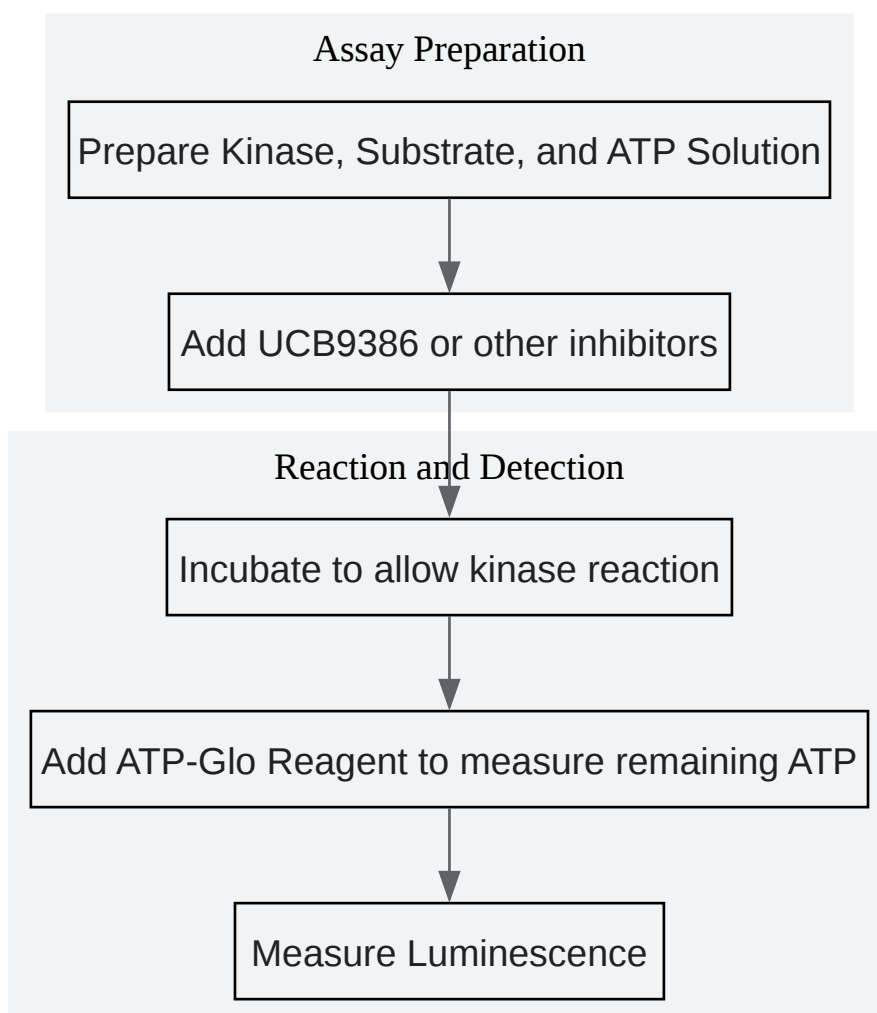 Assay Preparation
Prepare Kinase, Substrate, and ATP Solution
Add UCB9386 or other inhibitors
Reaction and Detection
Incubate to allow kinase reaction
Add ATP-Glo Reagent to measure remaining ATP
Measure Luminescence